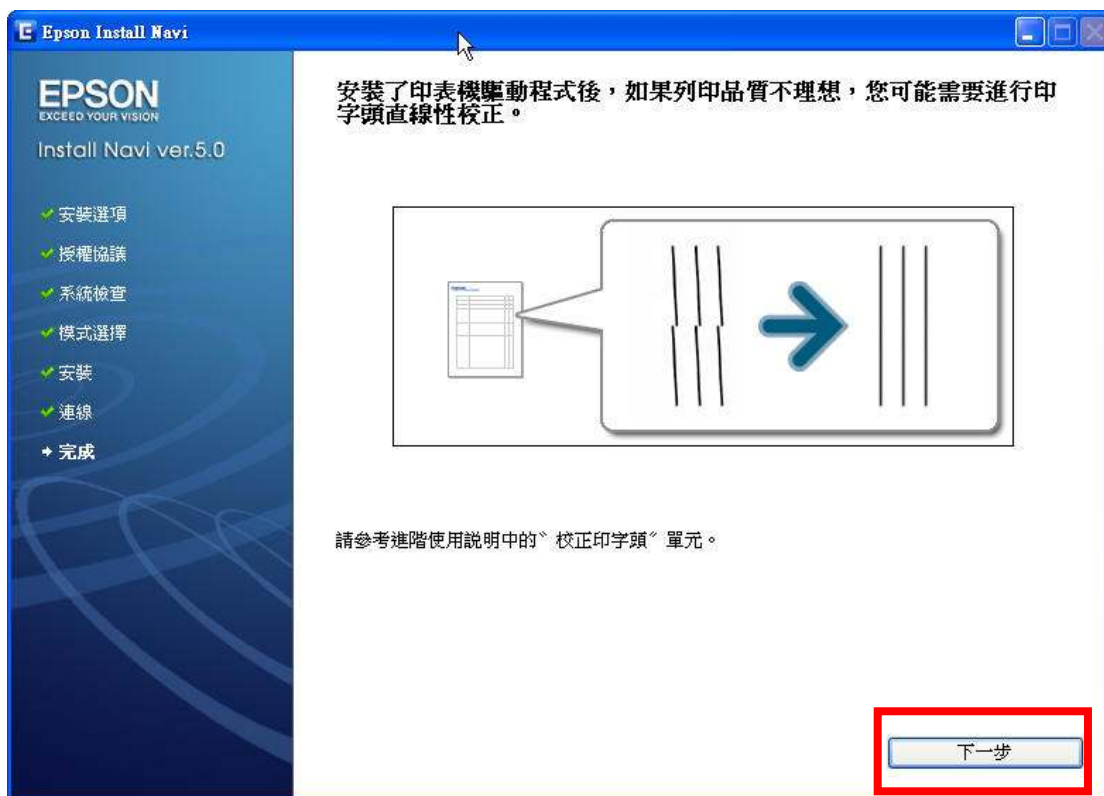 Epson Install Navi
EPSON
EXCEED YOUR VISION
Install Navi ver.5.0
安裝選項
授權協議
系統檢查
模式選擇
安裝
連線
完成
安裝了印表機驅動程式後，如果列印品質不理想，您可能需要進行印
字頭直線性校正。
請參考進階使用說明中的〝校正印字頭〞單元。
下一步